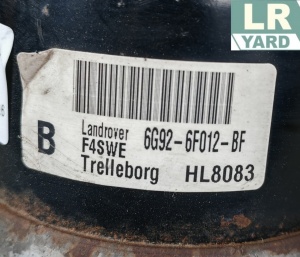 LR
YARD
B Landrover 6G92-6F012-BF
F4SWE
Trelleborg HL8083